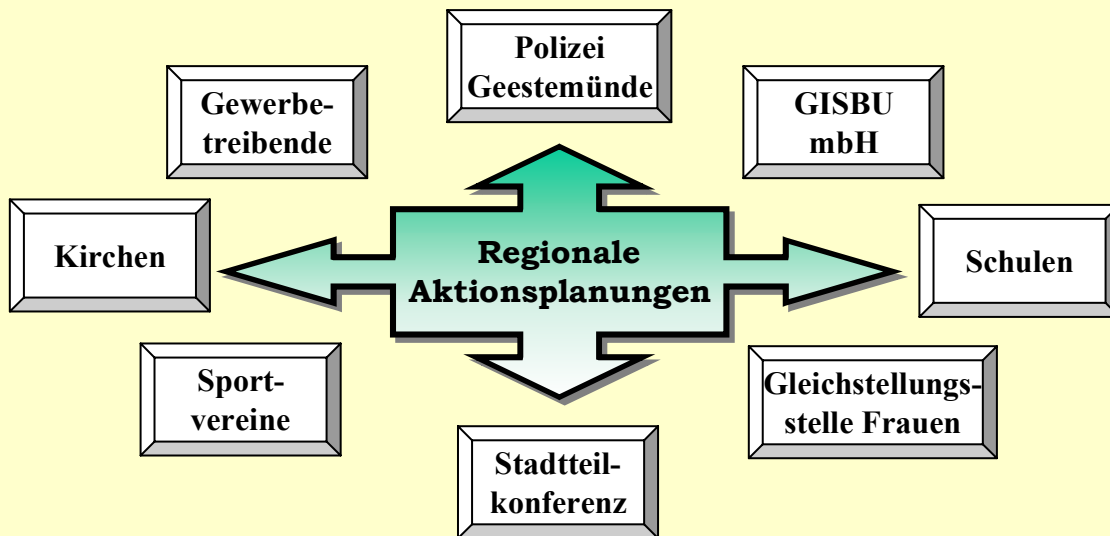 Polizei
Geestemünde
Gewerbe-
treibende
GISBU
mbH
Kirchen
Regionale
Aktionsplanungen
Schulen
Sport-
vereine
Gleichstellungs-
stelle Frauen
Stadtteil-
konferenz